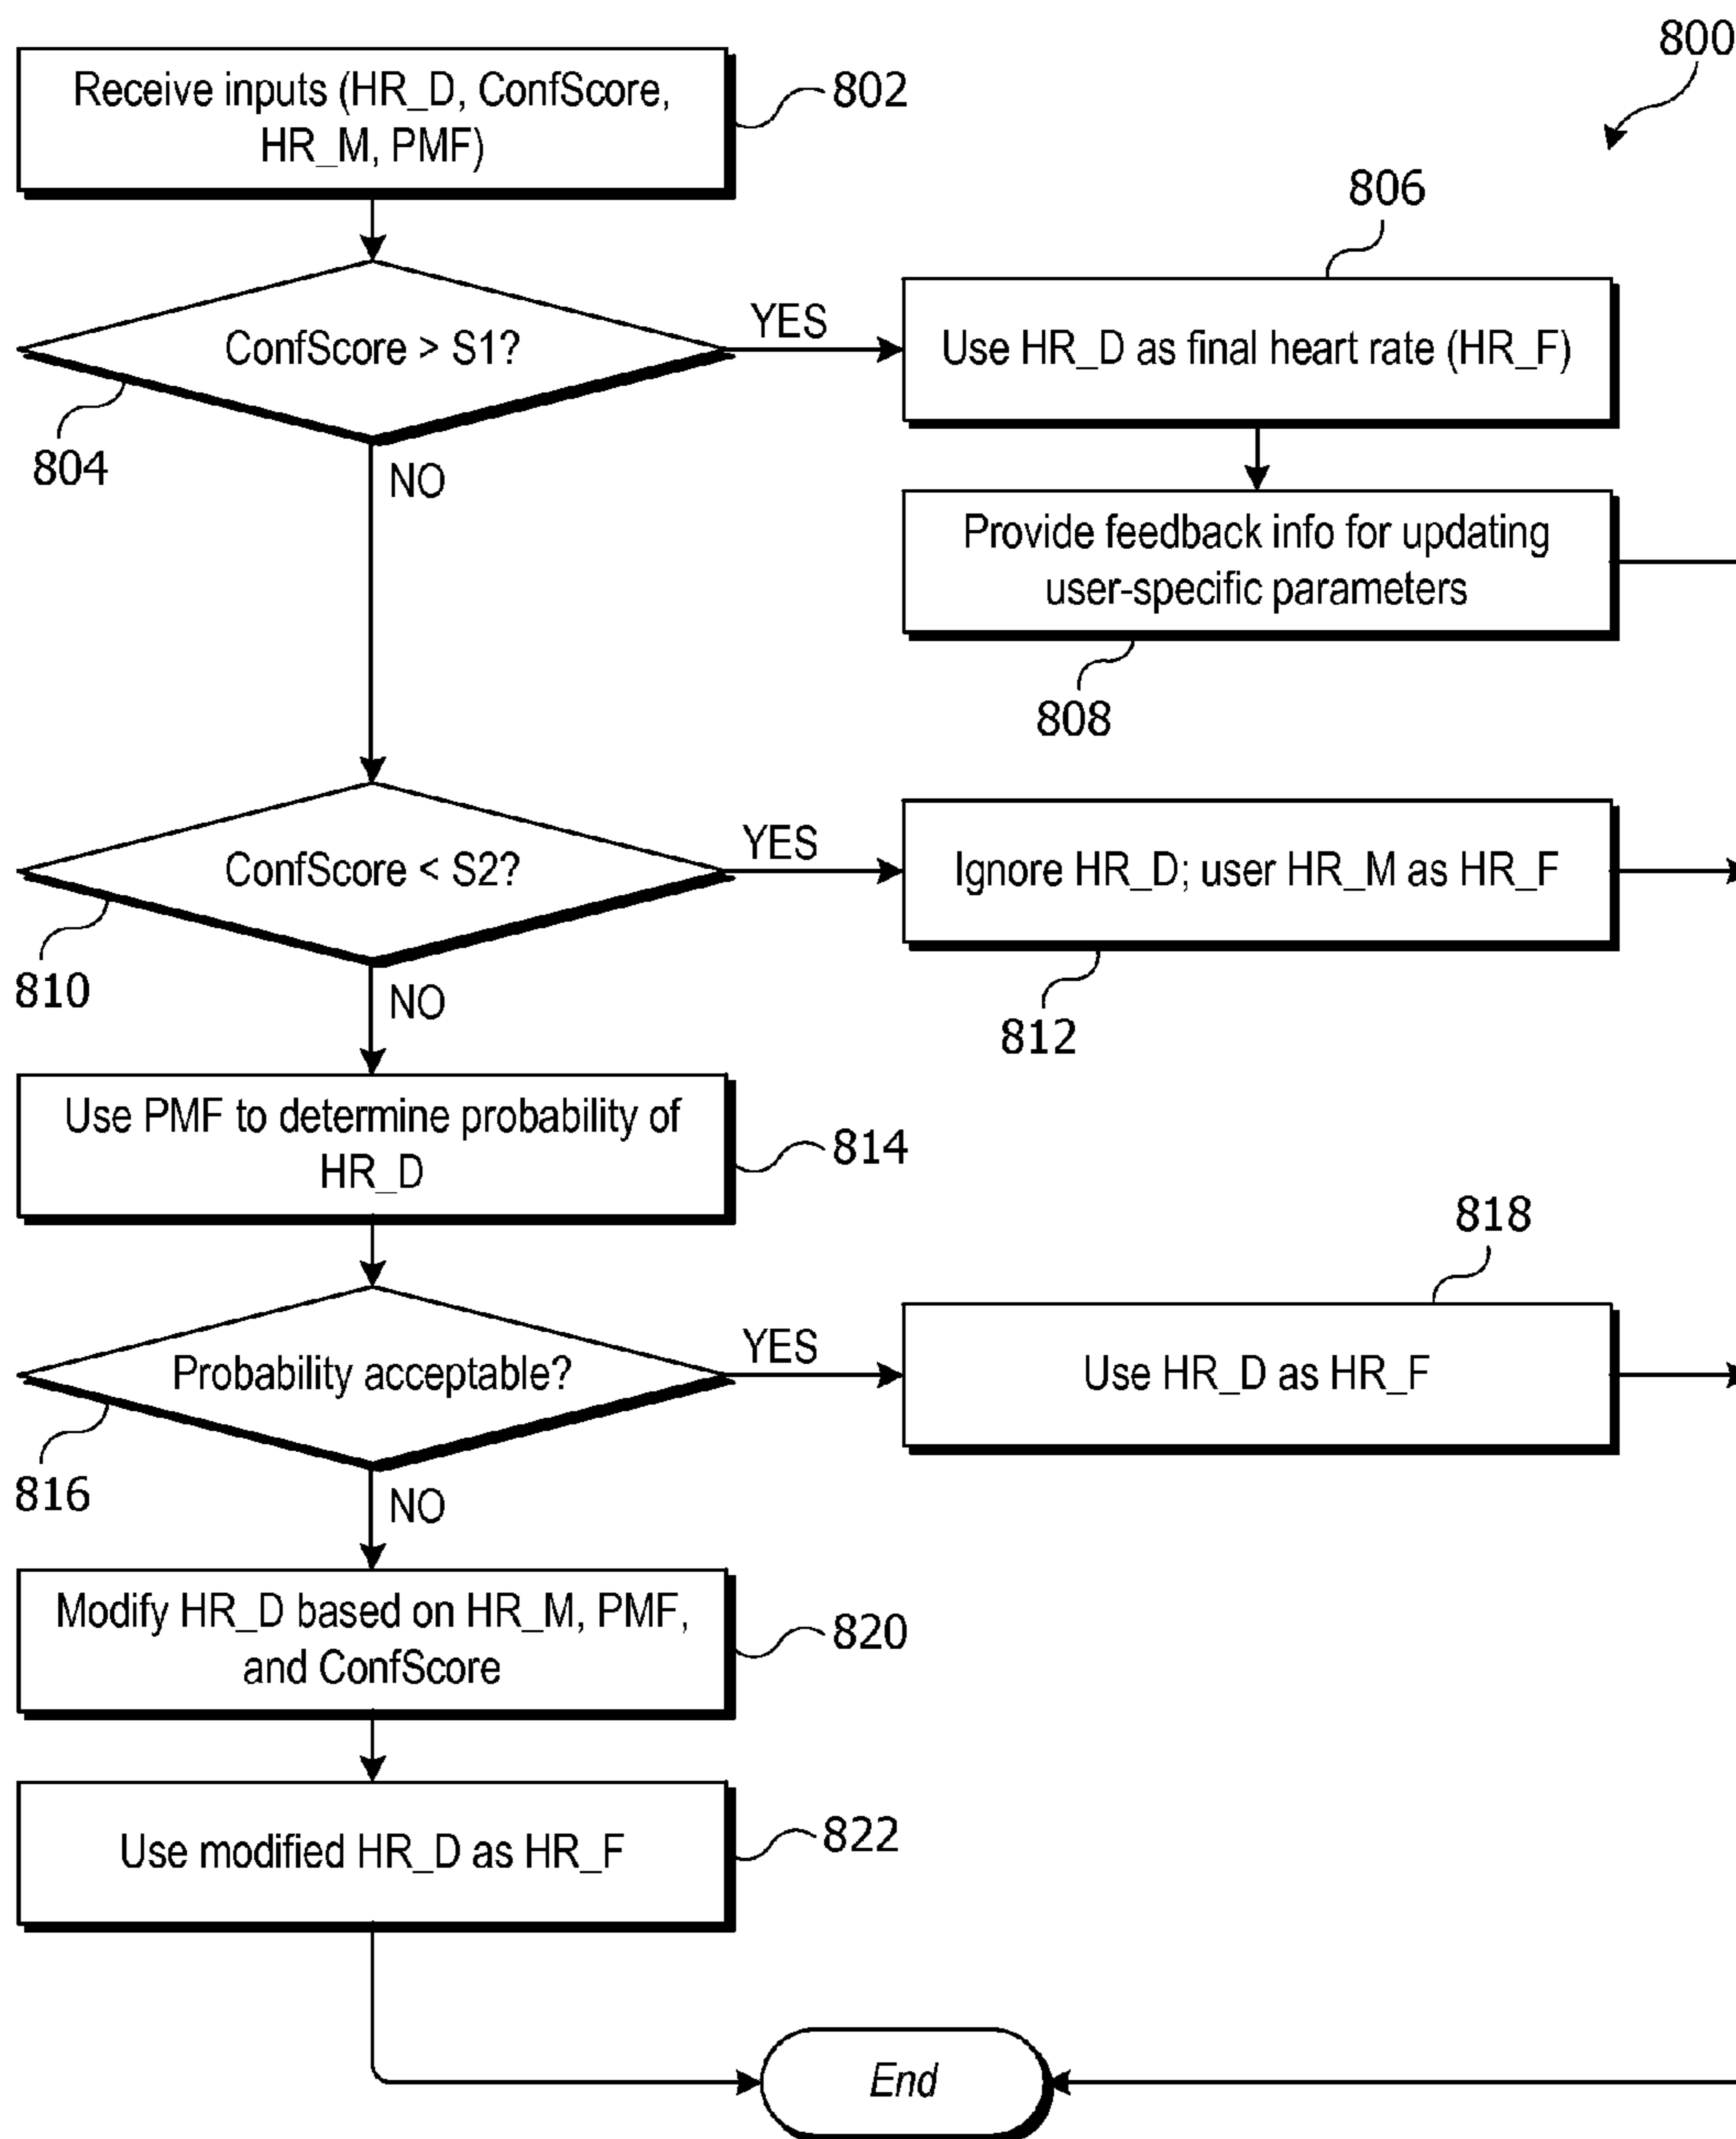 800
Receive inputs (HR_D, ConfScore,
HR_M, PMF)
802
806
ConfScore > S1?
YES
Use HR_D as final heart rate (HR_F)
804
NO
Provide feedback info for updating
user-specific parameters
808
ConfScore < S2?
YES
Ignore HR_D; user HR_M as HR_F
810
NO
812
Use PMF to determine probability of
HR_D
814
818
Probability acceptable?
YES
Use HR_D as HR_F
816
NO
Modify HR_D based on HR_M, PMF,
and ConfScore
820
Use modified HR_D as HR_F
822
End